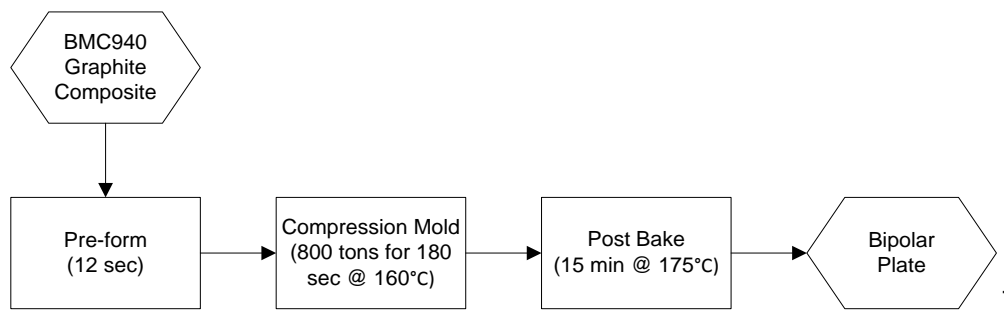 BMC940
Graphite
Composite
Pre-form
(12 sec)
Compression Mold
(800 tons for 180
sec @ 160°C)
Post Bake
(15 min @ 175°C)
Bipolar
Plate
.